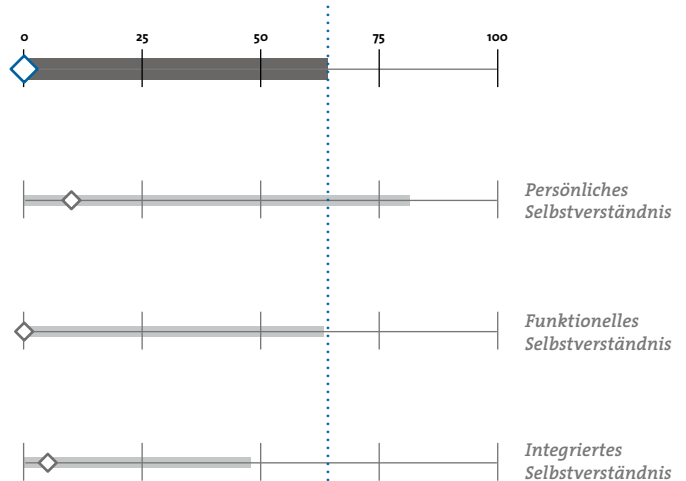 0 25 50 75 100
Persönliches
Selbstverständnis
Funktionelles
Selbstverständnis
Integriertes
Selbstverständnis